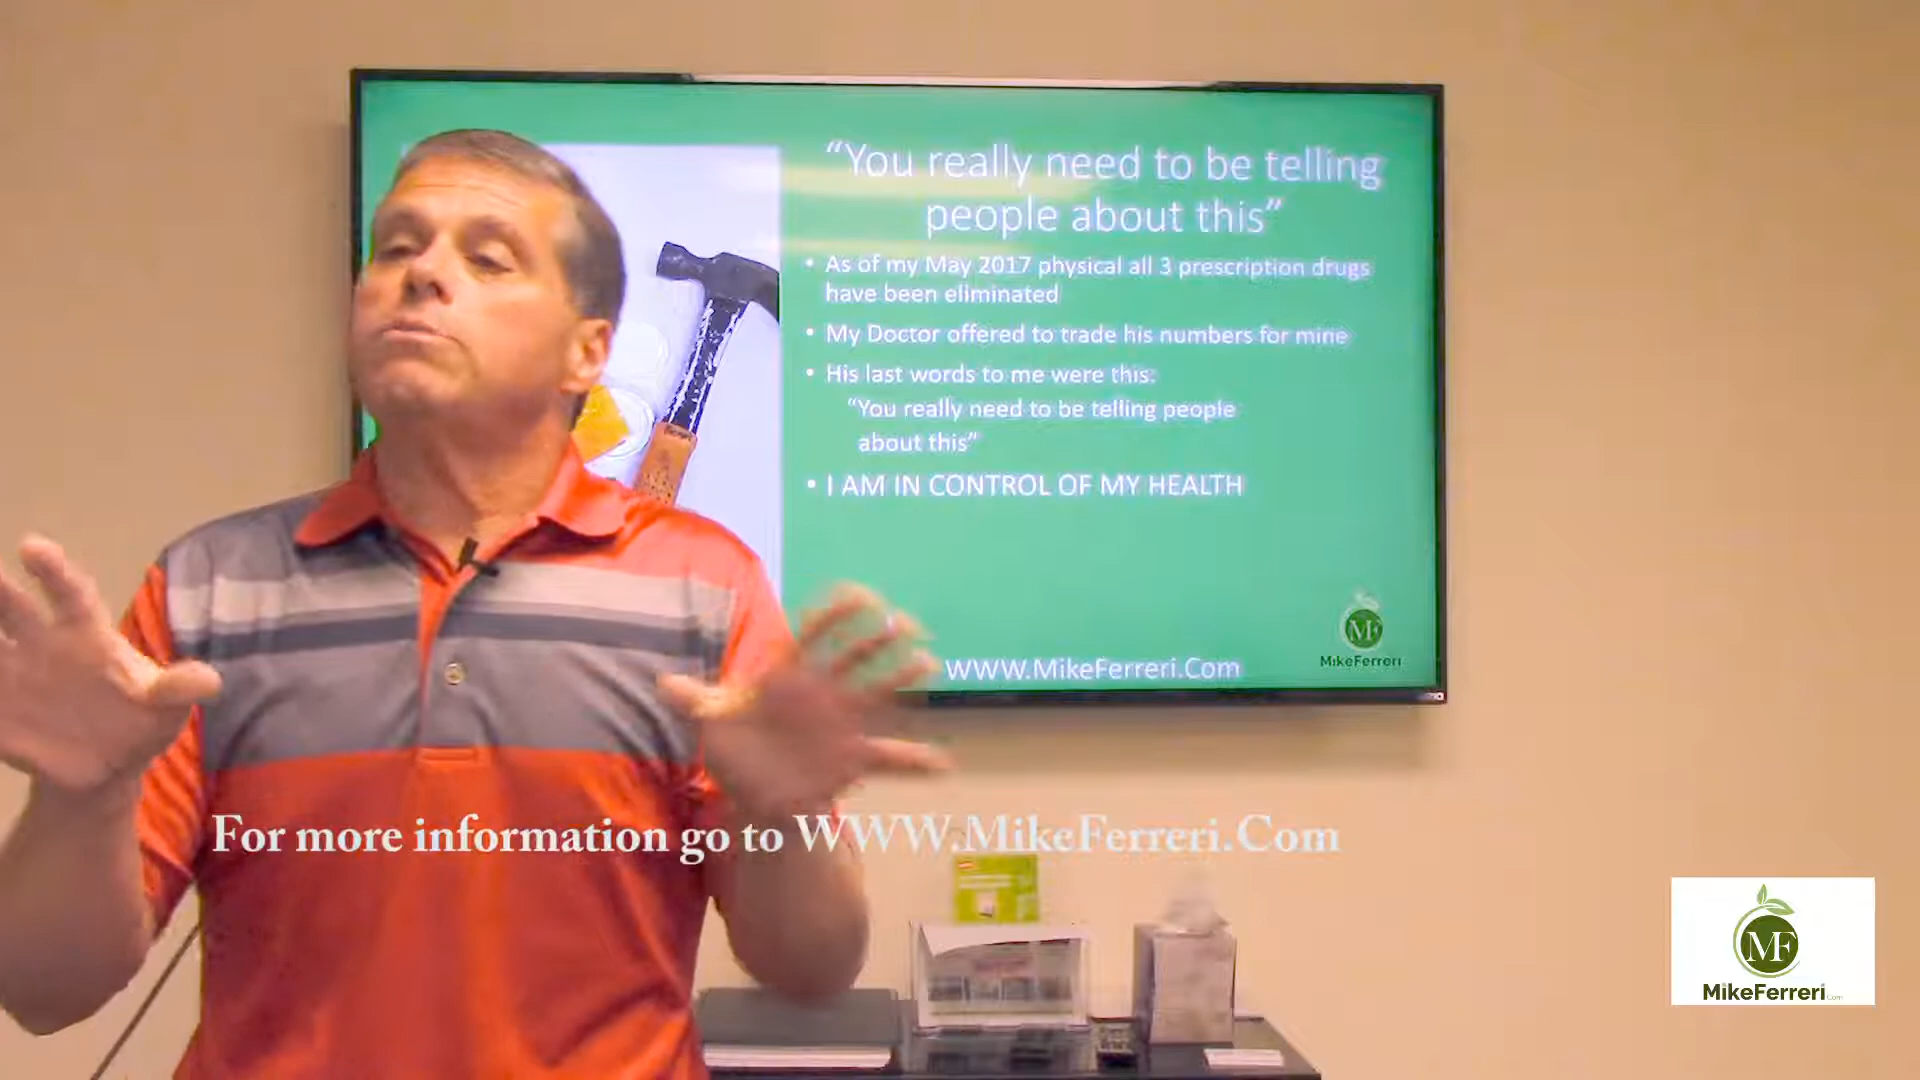 “You really need to be telling
people about this”
• As of my May 2017 physical all 3 prescription drugs
have been eliminated
• My Doctor offered to trade his numbers for mine
• His last words to me were this:
“You really need to be telling people
about this”
• I AM IN CONTROL OF MY HEALTH
MF
MikeFerreri
WWW.MikeFerreri.Com
For more information go to WWW.MikeFerreri.Com
MF
MikeFerreri.Com